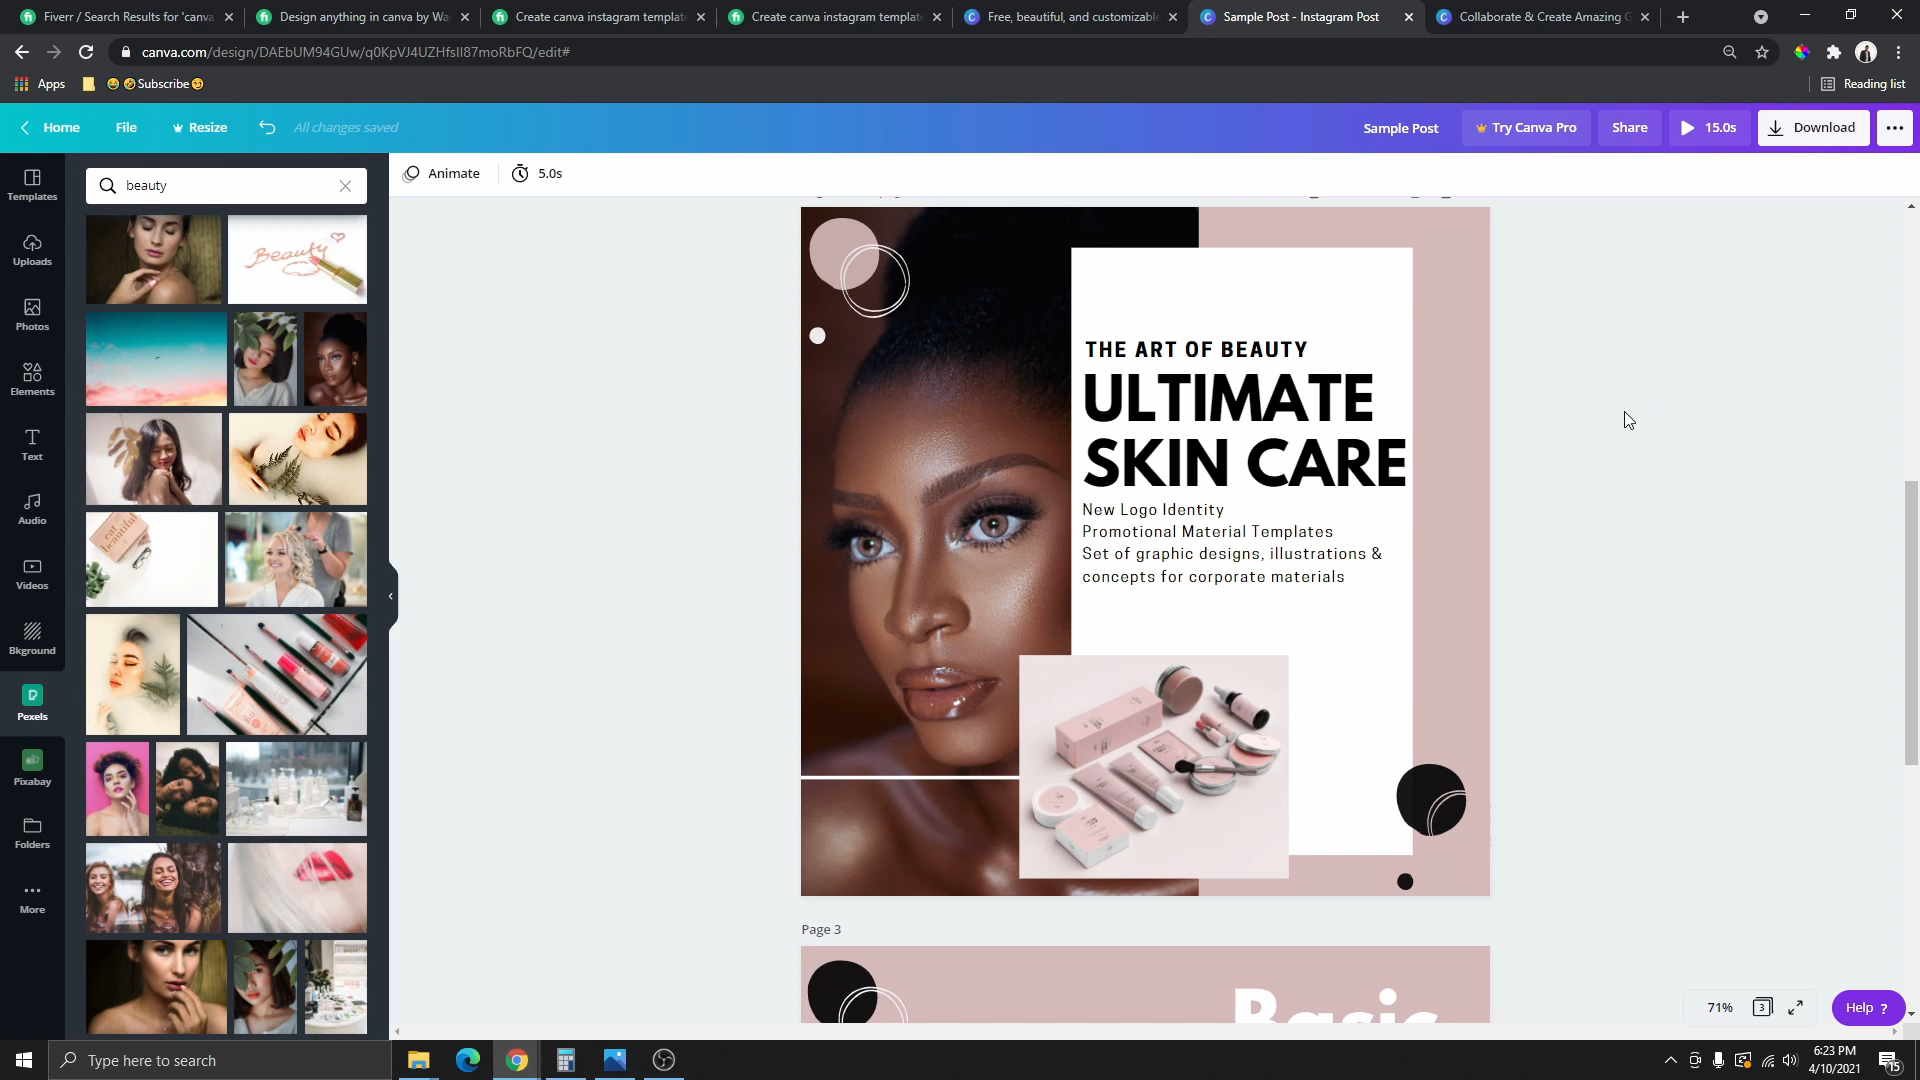 Fiverr / Search Results for 'canva
Design anything in canva by Wa
Create canva instagram templat
Create canva instagram templat
Free, beautiful, and customizabl
Sample Post - Instagram Post
Collaborate & Create Amazing G
canva.com/design/DAEbUM94GUw/q0KpVJ4UZHfsII87moRbFQ/edit#
Apps
Subscribe
Reading list
Home
File
Resize
All changes saved
Sample Post
Try Canva Pro
Share
15.0s
Download
Templates
beauty
Animate
5.0s
Uploads
Photos
Elements
Text
Audio
Videos
Bkground
Pexels
Pixabay
Folders
More
Beauty
THE ART OF BEAUTY
ULTIMATE
SKIN CARE
New Logo Identity
Promotional Material Templates
Set of graphic designs, illustrations &
concepts for corporate materials
Page 3
Basic
71%
3
Help ?
Type here to search
6:23 PM
4/10/2021
15